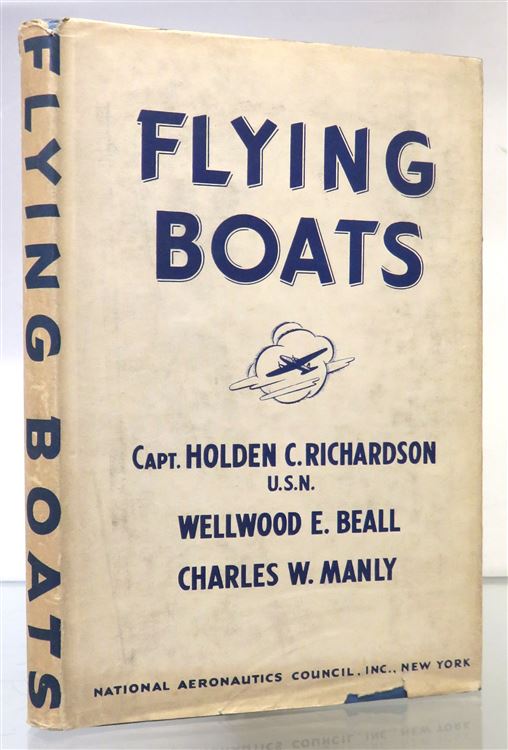 FLYING BOATS
FLYING
BOATS
CAPT. HOLDEN C. RICHARDSON
U.S.N.
WELLWOOD E. BEALL
CHARLES W. MANLY
NATIONAL AERONAUTICS COUNCIL, INC., NEW YORK